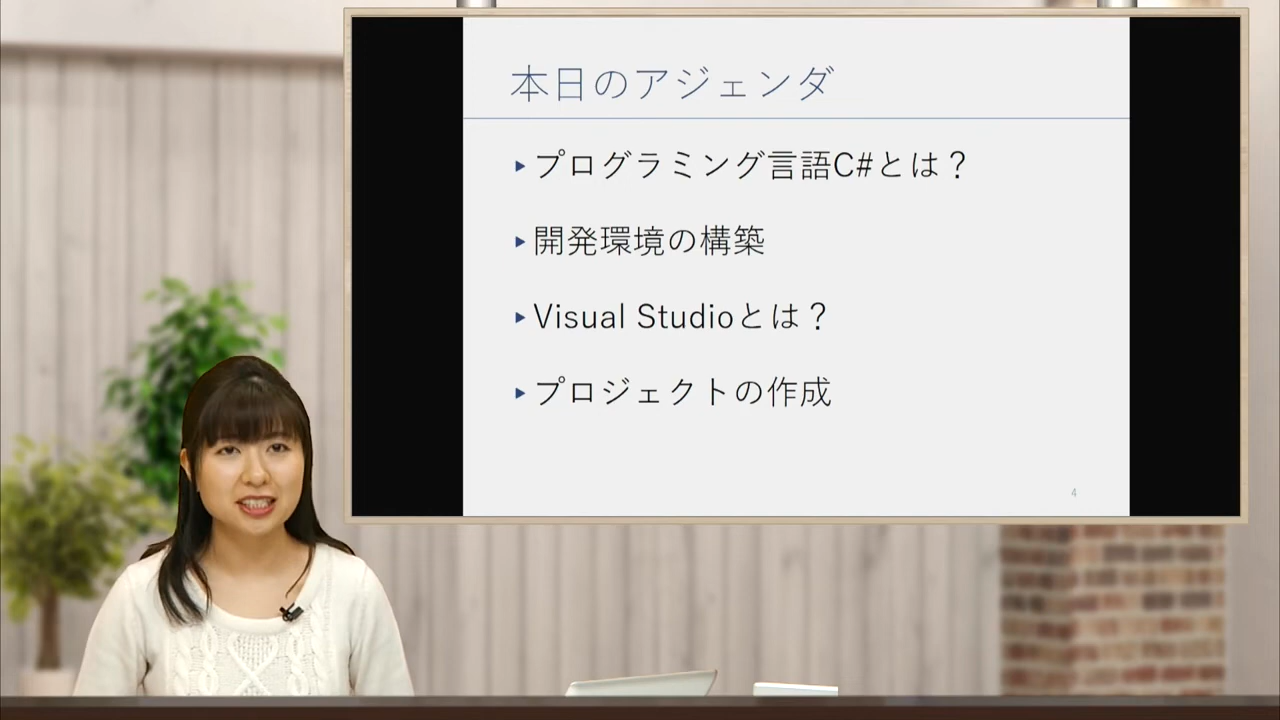 本日のアジェンダ
プログラミング言語C#とは？
開発環境の構築
Visual Studioとは？
プロジェクトの作成
4